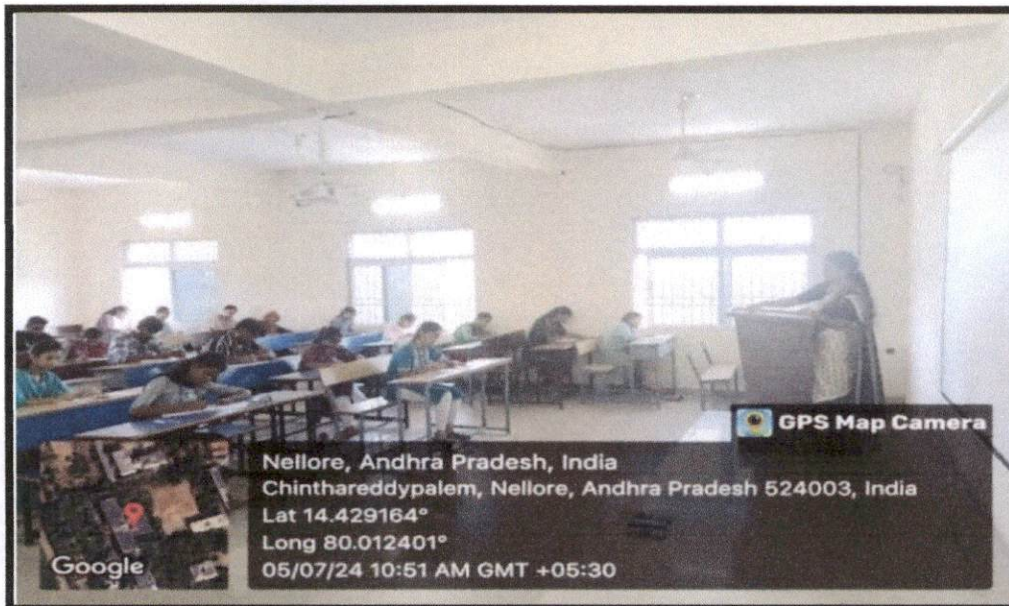 GPS Map Camera
Nellore, Andhra Pradesh, India
Chinthareddypalem, Nellore, Andhra Pradesh 524003, India
Lat 14.429164°
Long 80.012401°
05/07/24 10:51 AM GMT +05:30
Google